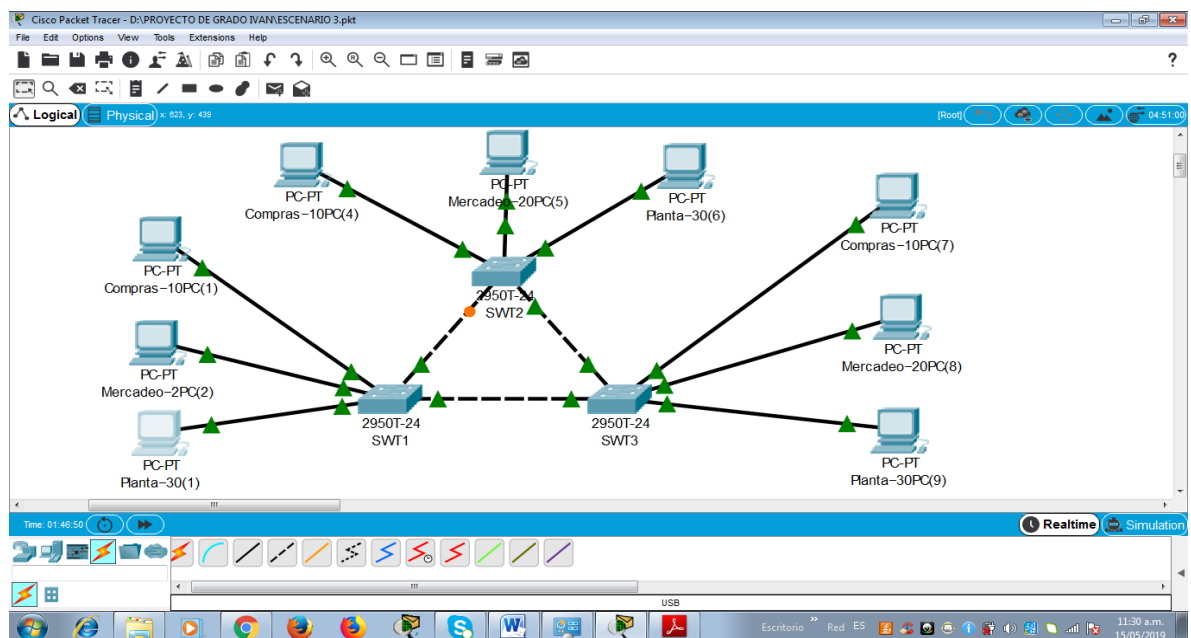 Cisco Packet Tracer - D:\PROYECTO DE GRADO IVAN\ESCENARIO 3.pkt
File Edit Options View Tools Extensions Help
?
Logical Physical x: 623, y: 439 [Root] 04:51:00
PC-PT
Compras-10PC(4)
PC-PT
Mercadeo-20PC(5)
PC-PT
Planta-30(6)
PC-PT
Compras-10PC(7)
PC-PT
Compras-10PC(1)
2950T-24
SWT2
PC-PT
Mercadeo-2PC(2)
PC-PT
Mercadeo-20PC(8)
2950T-24
SWT1
2950T-24
SWT3
PC-PT
Planta-30(1)
PC-PT
Planta-30PC(9)
Time: 01:46:50 Realtime Simulation
USB
Escritorio » Red ES 11:30 a.m.
15/05/2019